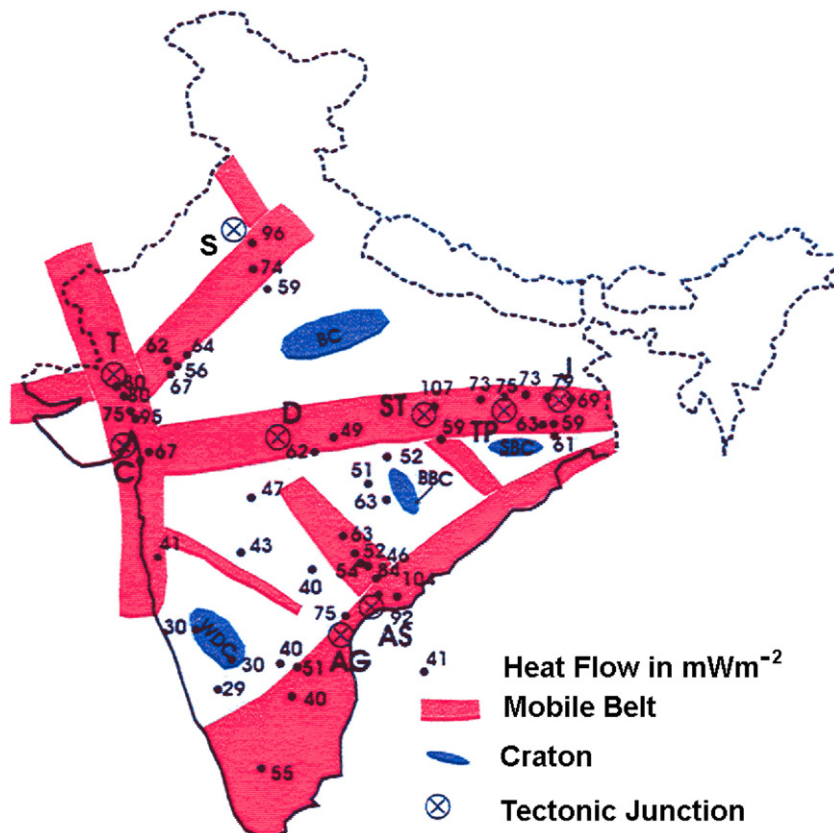 S
96
74
59
BC
T
62
64
56
67
80
80
75
95
J
107
73
75
73
79
69
D
ST
49
59
TP
63
59
C
67
62
52
SBC
61
51
BBC
47
63
63
41
43
52
46
54
84
40
104
75
92
30
WDC
AS
AG
40
30
51
41
29
40
55
Heat Flow in mWm⁻²
Mobile Belt
Craton
Tectonic Junction